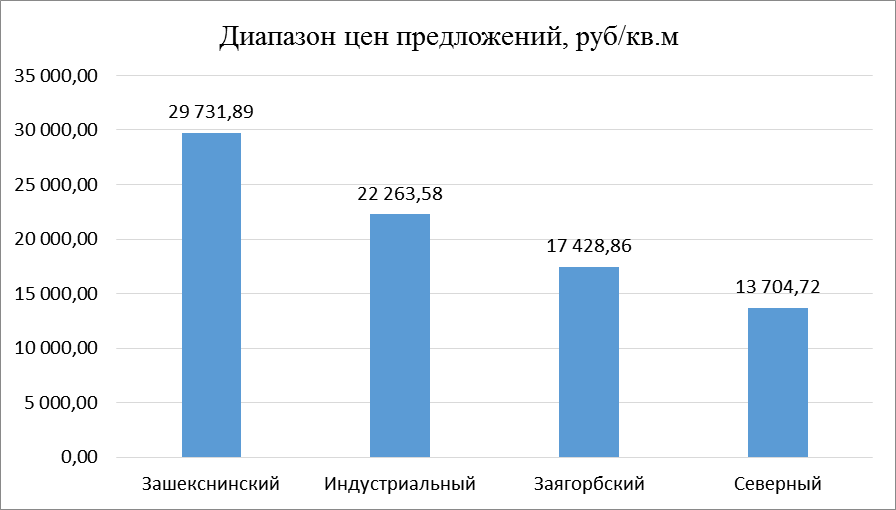 Диапазон цен предложений, руб/кв.м
35 000,00
30 000,00
25 000,00
20 000,00
15 000,00
10 000,00
5 000,00
0,00
29 731,89
22 263,58
17 428,86
13 704,72
Зашекснинский
Индустриальный
Заягорбский
Северный